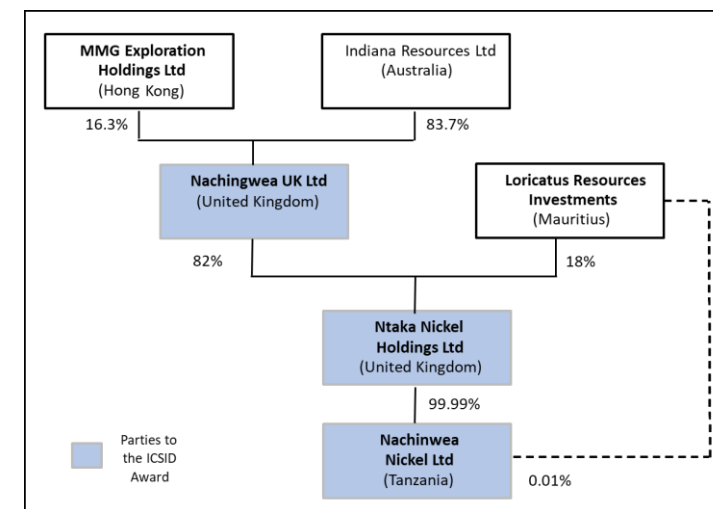 MMG Exploration
Holdings Ltd
(Hong Kong)
Indiana Resources Ltd
(Australia)
16.3%
83.7%
Nachingwea UK Ltd
(United Kingdom)
Loricatus Resources
Investments
(Mauritius)
82%
18%
Ntaka Nickel
Holdings Ltd
(United Kingdom)
99.99%
Parties to
the ICSID
Award
Nachinwea
Nickel Ltd
(Tanzania)
0.01%